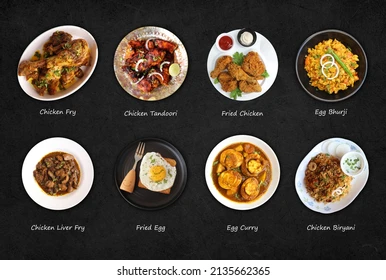 Chicken Fry
Chicken Tandoori
Fried Chicken
Egg Bhurji
Chicken Liver Fry
Fried Egg
Egg Curry
Chicken Biryani
shutterstock.com · 2135662365